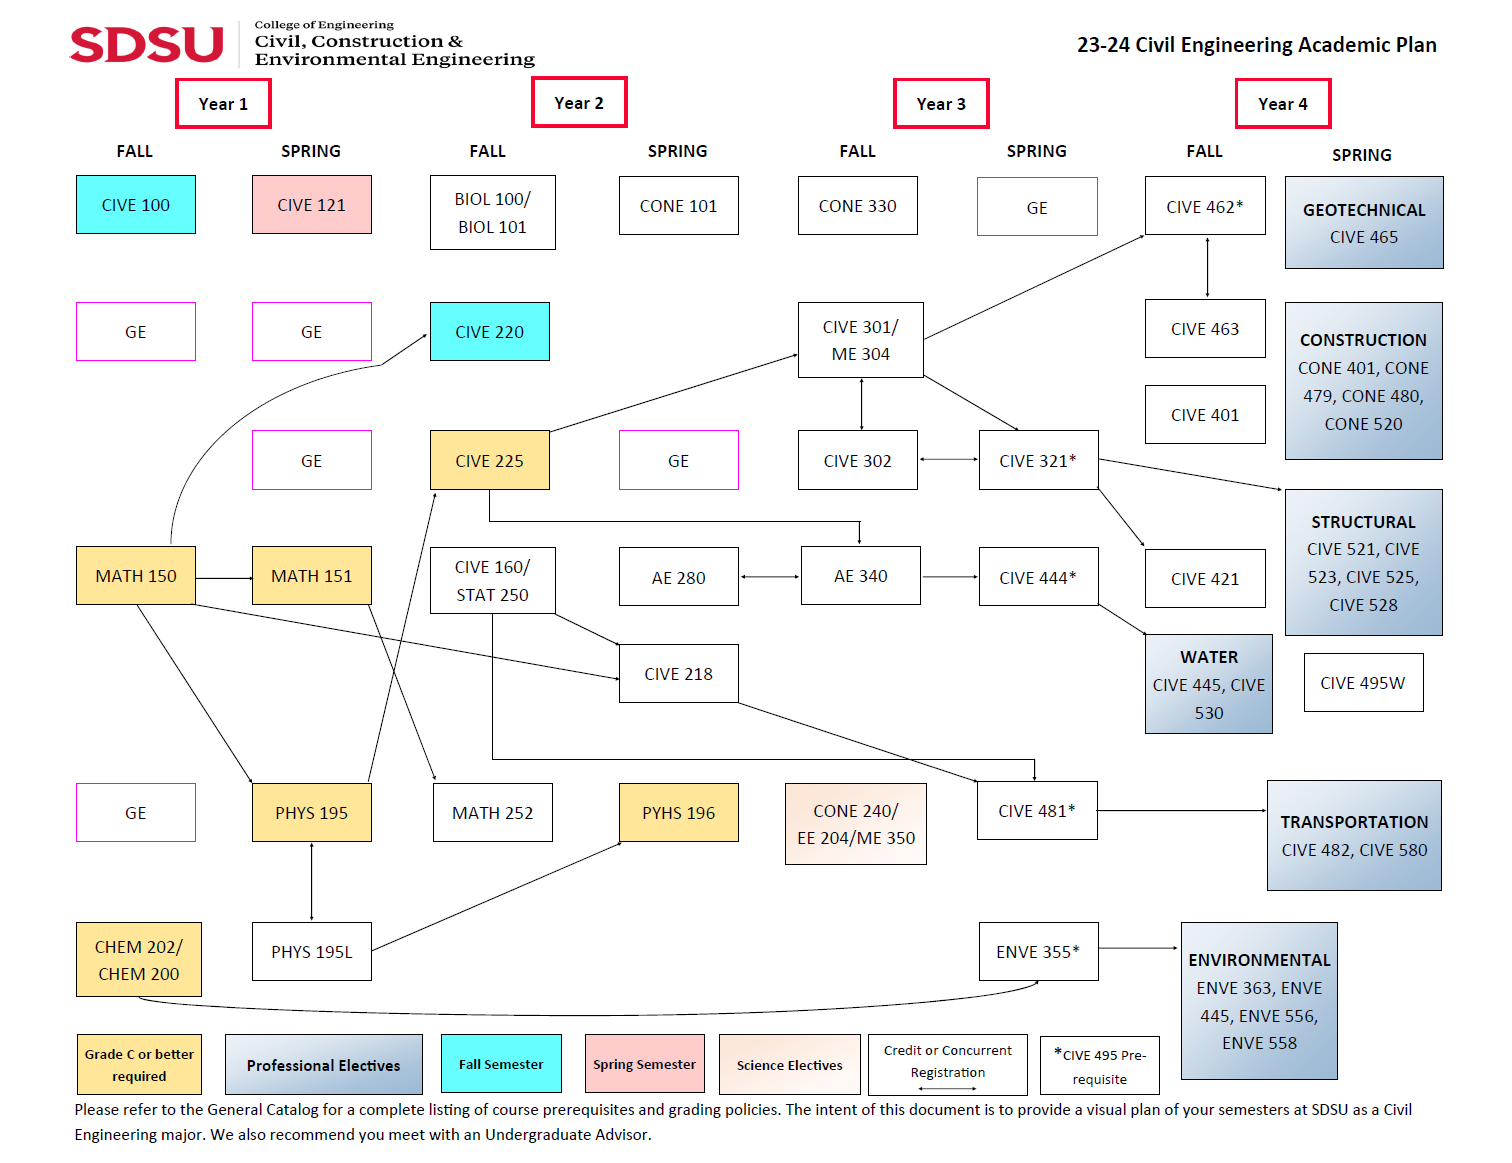 SDSU
College of Engineering
Civil, Construction &
Environmental Engineering
23-24 Civil Engineering Academic Plan
Year 1
Year 2
Year 3
Year 4
FALL
SPRING
FALL
SPRING
FALL
SPRING
FALL
SPRING
CIVE 100
CIVE 121
BIOL 100/
BIOL 101
CONE 101
CONE 330
GE
CIVE 462*
GEOTECHNICAL
CIVE 465
GE
GE
CIVE 220
CIVE 301/
ME 304
CIVE 463
CONSTRUCTION
CONE 401, CONE
479, CONE 480,
CONE 520
CIVE 401
GE
CIVE 225
GE
CIVE 302
CIVE 321*
STRUCTURAL
CIVE 521, CIVE
523, CIVE 525,
CIVE 528
MATH 150
MATH 151
CIVE 160/
STAT 250
AE 280
AE 340
CIVE 444*
CIVE 421
CIVE 218
WATER
CIVE 445, CIVE
530
CIVE 495W
GE
PHYS 195
MATH 252
PYHS 196
CONE 240/
EE 204/ME 350
CIVE 481*
TRANSPORTATION
CIVE 482, CIVE 580
CHEM 202/
CHEM 200
PHYS 195L
ENVE 355*
ENVIRONMENTAL
ENVE 363, ENVE
445, ENVE 556,
ENVE 558
Grade C or better
required
Professional Electives
Fall Semester
Spring Semester
Science Electives
Credit or Concurrent
Registration
*CIVE 495 Pre-
requisite
Please refer to the General Catalog for a complete listing of course prerequisites and grading policies. The intent of this document is to provide a visual plan of your semesters at SDSU as a Civil
Engineering major. We also recommend you meet with an Undergraduate Advisor.